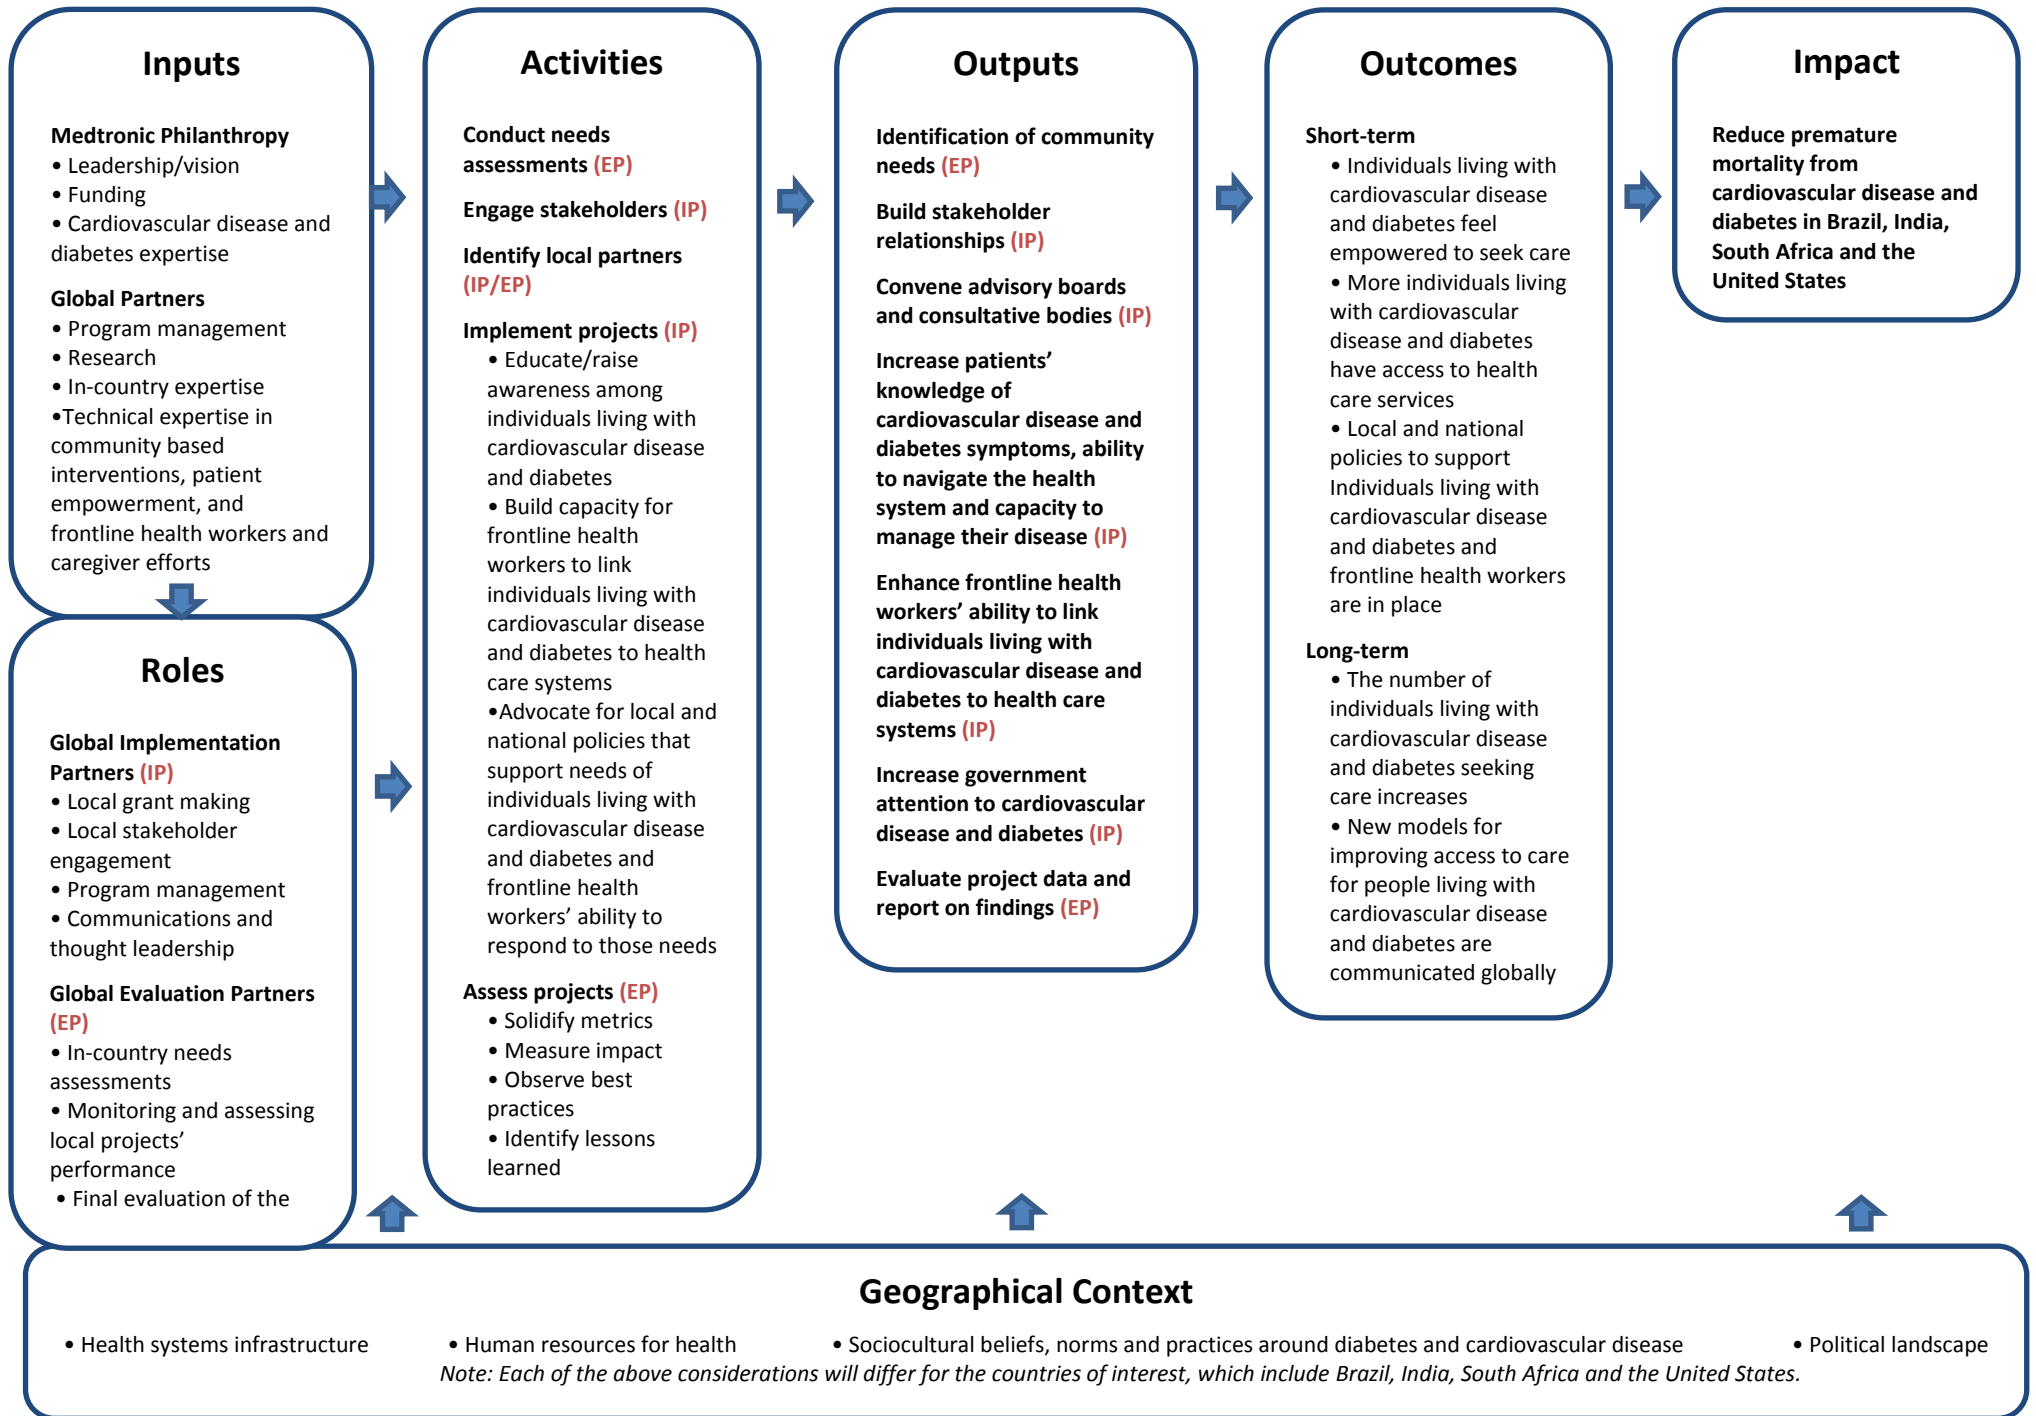 Inputs
Medtronic Philanthropy
• Leadership/vision
• Funding
• Cardiovascular disease and
diabetes expertise
Global Partners
• Program management
• Research
• In-country expertise
•Technical expertise in
community based
interventions, patient
empowerment, and
frontline health workers and
caregiver efforts
Roles
Global Implementation
Partners (IP)
• Local grant making
• Local stakeholder
engagement
• Program management
• Communications and
thought leadership
Global Evaluation Partners
(EP)
• In-country needs
assessments
• Monitoring and assessing
local projects’
performance
• Final evaluation of the
Activities
Conduct needs
assessments (EP)
Engage stakeholders (IP)
Identify local partners
(IP/EP)
Implement projects (IP)
• Educate/raise
awareness among
individuals living with
cardiovascular disease
and diabetes
• Build capacity for
frontline health
workers to link
individuals living with
cardiovascular disease
and diabetes to health
care systems
•Advocate for local and
national policies that
support needs of
individuals living with
cardiovascular disease
and diabetes and
frontline health
workers’ ability to
respond to those needs
Assess projects (EP)
• Solidify metrics
• Measure impact
• Observe best
practices
• Identify lessons
learned
Outputs
Identification of community
needs (EP)
Build stakeholder
relationships (IP)
Convene advisory boards
and consultative bodies (IP)
Increase patients’
knowledge of
cardiovascular disease and
diabetes symptoms, ability
to navigate the health
system and capacity to
manage their disease (IP)
Enhance frontline health
workers’ ability to link
individuals living with
cardiovascular disease and
diabetes to health care
systems (IP)
Increase government
attention to cardiovascular
disease and diabetes (IP)
Evaluate project data and
report on findings (EP)
Outcomes
Short-term
• Individuals living with
cardiovascular disease
and diabetes feel
empowered to seek care
• More individuals living
with cardiovascular
disease and diabetes
have access to health
care services
• Local and national
policies to support
Individuals living with
cardiovascular disease
and diabetes and
frontline health workers
are in place
Long-term
• The number of
individuals living with
cardiovascular disease
and diabetes seeking
care increases
• New models for
improving access to care
for people living with
cardiovascular disease
and diabetes are
communicated globally
Impact
Reduce premature
mortality from
cardiovascular disease and
diabetes in Brazil, India,
South Africa and the
United States
Geographical Context
• Health systems infrastructure • Human resources for health • Sociocultural beliefs, norms and practices around diabetes and cardiovascular disease • Political landscape
Note: Each of the above considerations will differ for the countries of interest, which include Brazil, India, South Africa and the United States.